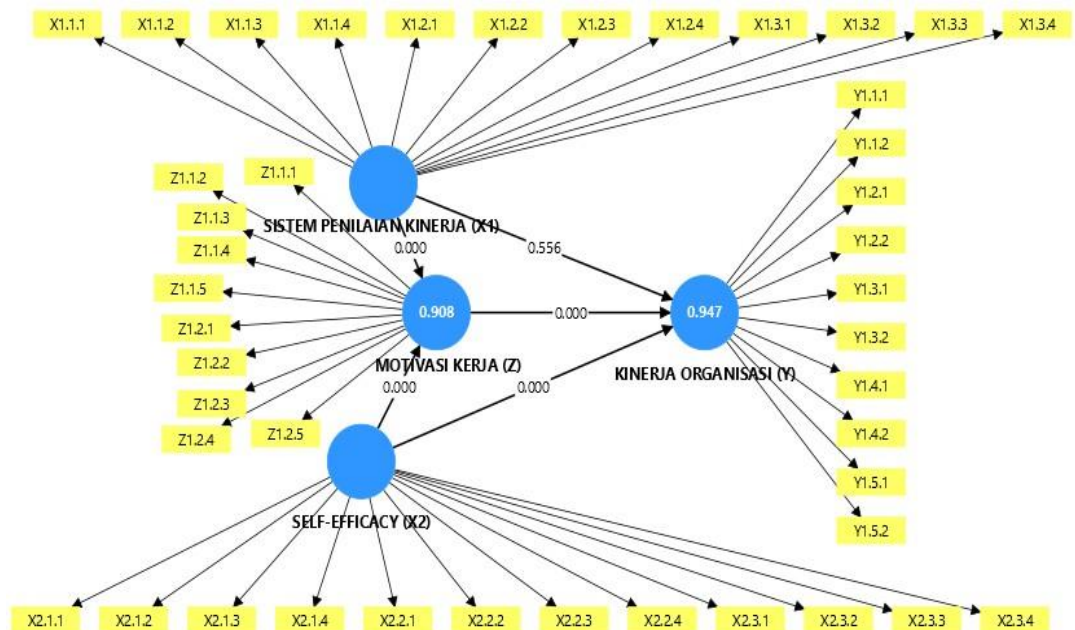 X1.1.1 X1.1.2 X1.1.3 X1.1.4 X1.2.1 X1.2.2 X1.2.3 X1.2.4 X1.3.1 X1.3.2 X1.3.3 X1.3.4
Y1.1.1
Y1.1.2
Y1.2.1
Y1.2.2
Y1.3.1
Y1.3.2
Y1.4.1
Y1.4.2
Y1.5.1
Y1.5.2
Z1.1.1
Z1.1.2
Z1.1.3
Z1.1.4
Z1.1.5
Z1.2.1
Z1.2.2
Z1.2.3
Z1.2.4
Z1.2.5
SISTEM PENILAIAN KINERJA (X1)
0.000
0.556
0.908
0.000
0.947
MOTIVASI KERJA (Z)
KINERJA ORGANISASI (Y)
0.000
0.000
SELF-EFFICACY (X2)
X2.1.1 X2.1.2 X2.1.3 X2.1.4 X2.2.1 X2.2.2 X2.2.3 X2.2.4 X2.3.1 X2.3.2 X2.3.3 X2.3.4